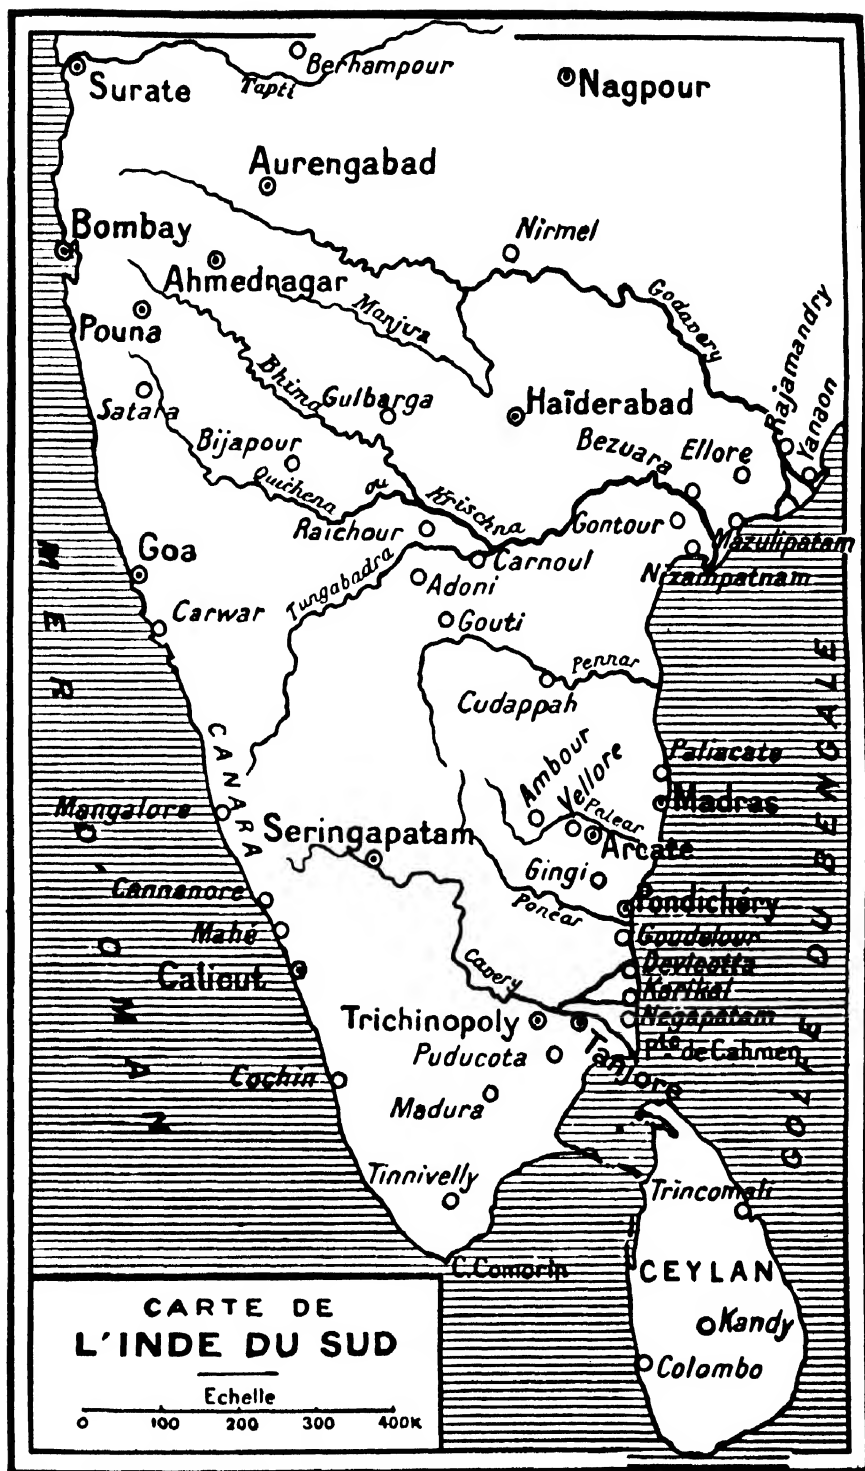 Berhampour
Surate
Tapti
Nagpour
Aurengabad
Bombay
Nirmel
Ahmednagar
Manjira
Godavery
Pouna
Rajamandry
Yanaon
Bhima
Gulbarga
Haïderabad
Satara
Bijapour
Bezuara
Ellore
Quichena ou Krischna
Raichour
Gontour
Mazulipatam
Goa
Tungabadra
Carnoul
Nizampatnam
Adoni
Carwar
Gouti
Pennar
Cudappah
CANARA
Ambour
Vellore
Paliacate
Mangalore
Palear
Madras
Seringapatam
Arcate
Gingi
Cannanore
Ponéar
Pondichéry
Mahé
Goudelour
Calicut
Cavery
Devicotta
Karikal
Trichinopoly
Negapatam
Tanjore
Pte de Cahmen
Puducota
Cochin
Madura
Tinnivelly
Trincomali
C. Comorin
CEYLAN
Kandy
Colombo
MER D'OMAN
GOLFE DU BENGALE
CARTE DE
L'INDE DU SUD
Echelle
0 100 200 300 400K